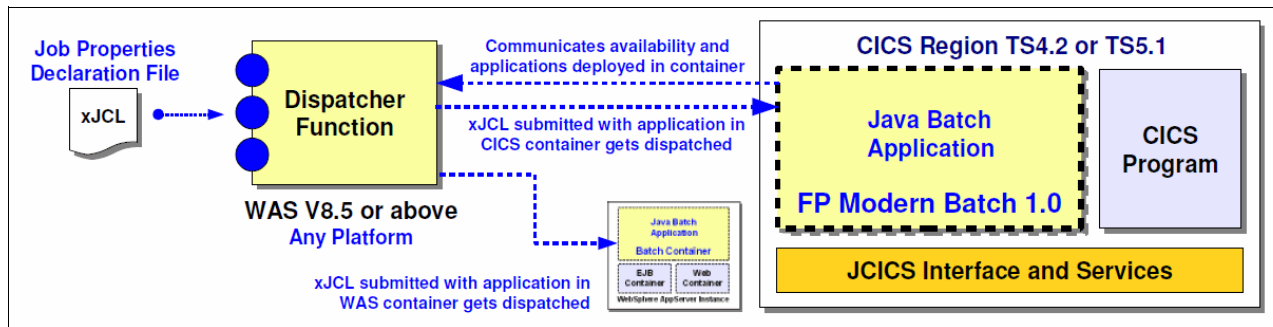 Job Properties
Declaration File
xJCL
Dispatcher
Function
WAS V8.5 or above
Any Platform
Communicates availability and
applications deployed in container
xJCL submitted with application in
CICS container gets dispatched
xJCL submitted with application in
WAS container gets dispatched
Java Batch
Application
Batch Container
EJB
Container
Web
Container
WebSphere AppServer Instance
CICS Region TS4.2 or TS5.1
Java Batch
Application
FP Modern Batch 1.0
CICS
Program
JCICS Interface and Services